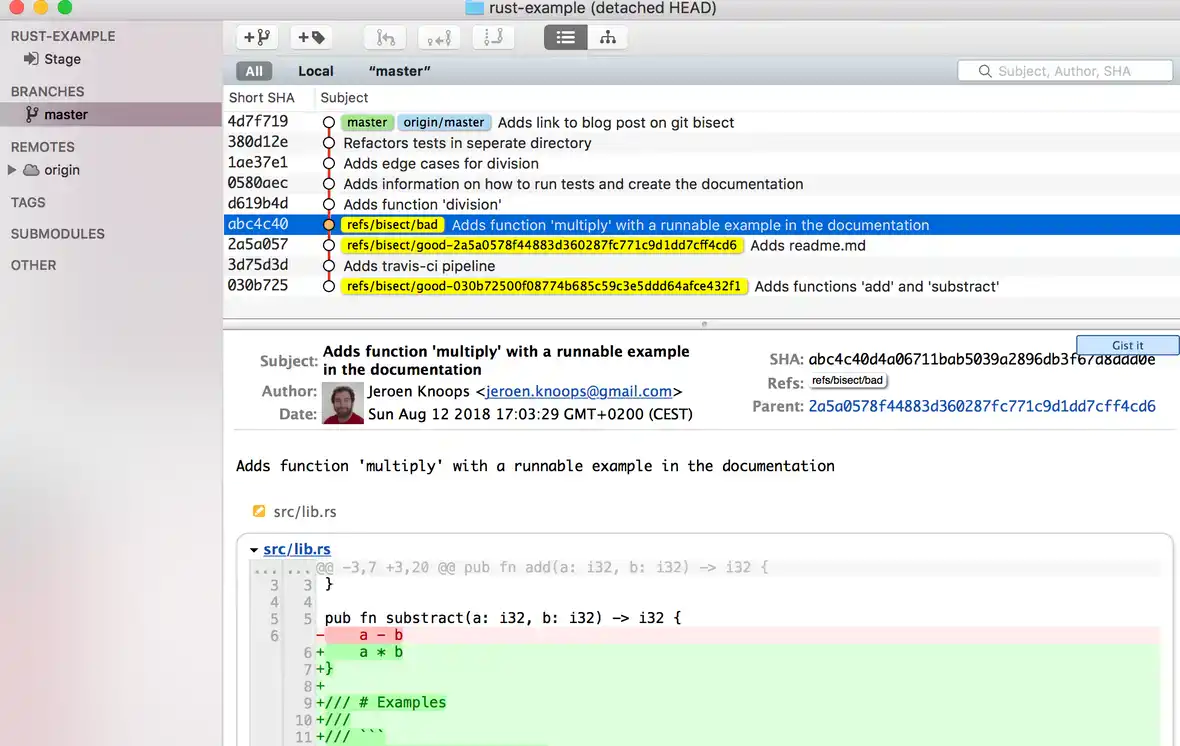 rust-example (detached HEAD)
RUST-EXAMPLE
Stage
BRANCHES
master
REMOTES
origin
TAGS
SUBMODULES
OTHER
All Local “master” Subject, Author, SHA
Short SHA Subject
4d7f719 master origin/master Adds link to blog post on git bisect
380d12e Refactors tests in seperate directory
1ae37e1 Adds edge cases for division
0580aec Adds information on how to run tests and create the documentation
d619b4d Adds function 'division'
abc4c40 refs/bisect/bad Adds function 'multiply' with a runnable example in the documentation
2a5a057 refs/bisect/good-2a5a0578f44883d360287fc771c9d1dd7cff4cd6 Adds readme.md
3d75d3d Adds travis-ci pipeline
030b725 refs/bisect/good-030b72500f08774b685c59c3e5ddd64afce432f1 Adds functions 'add' and 'substract'
Gist it
Subject: Adds function 'multiply' with a runnable example
in the documentation
Author: Jeroen Knoops <jeroen.knoops@gmail.com>
Date: Sun Aug 12 2018 17:03:29 GMT+0200 (CEST)
SHA: abc4c40d4a06711bab5039a2896db3f67a8ddd0e
Refs: refs/bisect/bad
Parent: 2a5a0578f44883d360287fc771c9d1dd7cff4cd6
Adds function 'multiply' with a runnable example in the documentation
src/lib.rs
src/lib.rs
... ... @@ -3,7 +3,20 @@ pub fn add(a: i32, b: i32) -> i32 {
3 3 }
4 4
5 5 pub fn substract(a: i32, b: i32) -> i32 {
6 - a - b
6 + a * b
7 +}
8 +
9 +/// # Examples
10 +///
11 +/// ```